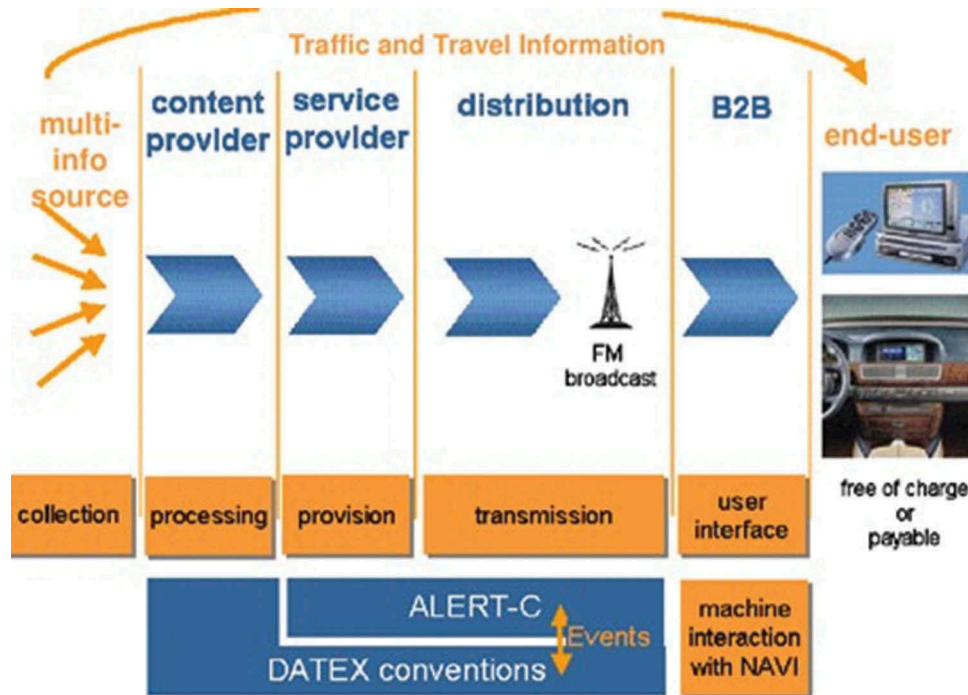 Traffic and Travel Information
multi-
info
source
content
provider
service
provider
distribution
B2B
end-user
FM
broadcast
collection
processing
provision
transmission
user
interface
free of charge
or
payable
ALERT-C
Events
DATEX conventions
machine
interaction
with NAVI